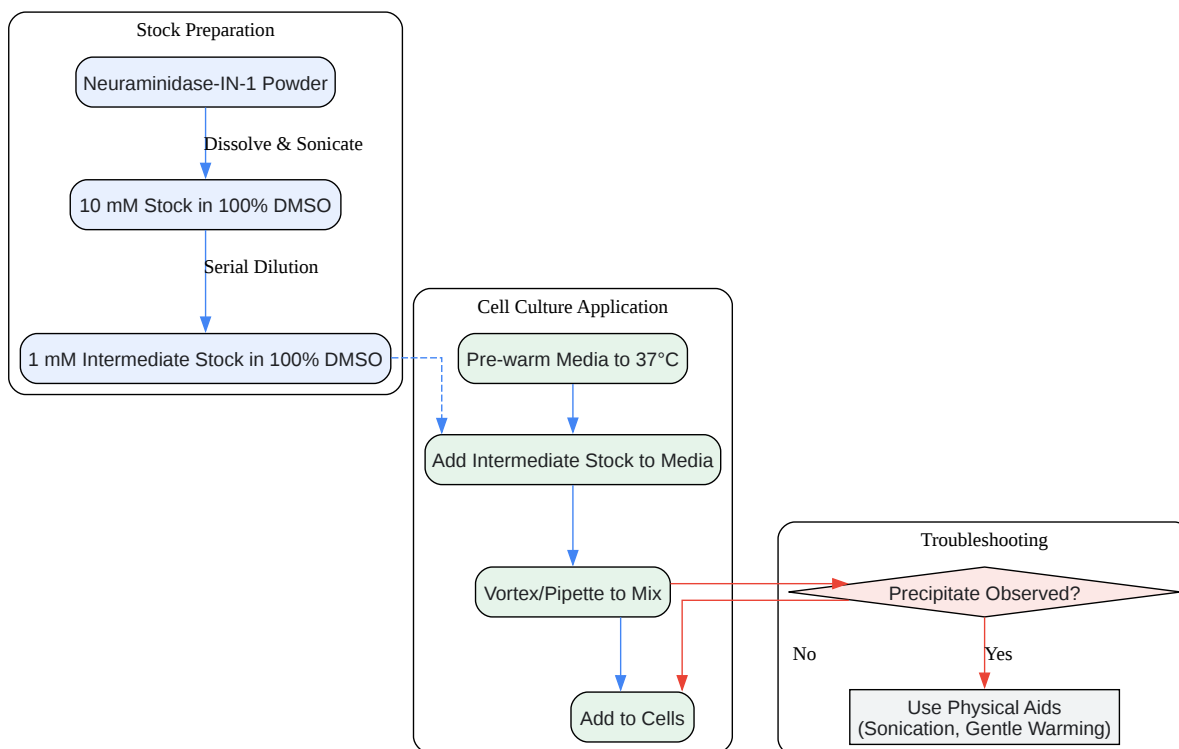 Stock Preparation
Neuraminidase-IN-1 Powder
Dissolve & Sonicate
10 mM Stock in 100% DMSO
Serial Dilution
1 mM Intermediate Stock in 100% DMSO
Cell Culture Application
Pre-warm Media to 37°C
Add Intermediate Stock to Media
Vortex/Pipette to Mix
Add to Cells
Troubleshooting
Precipitate Observed?
No
Yes
Use Physical Aids
(Sonication, Gentle Warming)